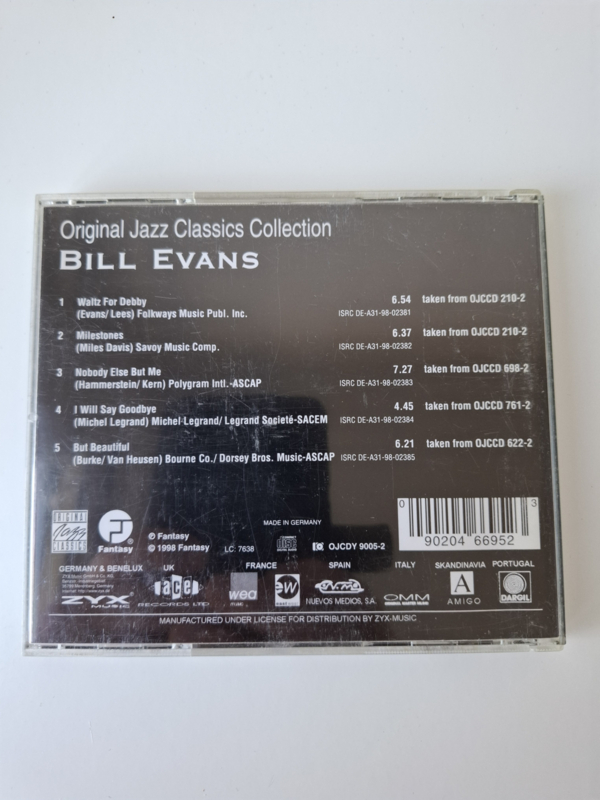 Original Jazz Classics Collection
BILL EVANS
1 Waltz For Debby 6.54 taken from OJCCD 210-2
(Evans/ Lees) Folkways Music Publ. Inc. ISRC DE-A31-98-02381
2 Milestones 6.37 taken from OJCCD 210-2
(Miles Davis) Savoy Music Comp. ISRC DE-A31-98-02382
3 Nobody Else But Me 7.27 taken from OJCCD 698-2
(Hammerstein/ Kern) Polygram Intl.-ASCAP ISRC DE-A31-98-02383
4 I Will Say Goodbye 4.45 taken from OJCCD 761-2
(Michel Legrand) Michel Legrand/ Legrand Societé-SACEM ISRC DE-A31-98-02384
5 But Beautiful 6.21 taken from OJCCD 622-2
(Burke/ Van Heusen) Bourne Co./ Dorsey Bros. Music-ASCAP ISRC DE-A31-98-02385
0 90204 66952 3
ORIGINAL JAZZ CLASSICS
Fantasy
℗ Fantasy
© 1998 Fantasy
LC: 7638
MADE IN GERMANY
OJCDY 9005-2
GERMANY & BENELUX UK FRANCE SPAIN ITALY SKANDINAVIA PORTUGAL
ZYX MUSIC
ace RECORDS LTD
wea
ew
NUEVOS MEDIOS, S.A.
OMM
A AMIGO
DARGIL
MANUFACTURED UNDER LICENSE FOR DISTRIBUTION BY ZYX-MUSIC